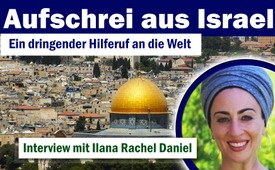 Aufschrei aus Israel
Ein dringender Hilferuf an die Welt
Interview mit Ilana Rachel Daniel